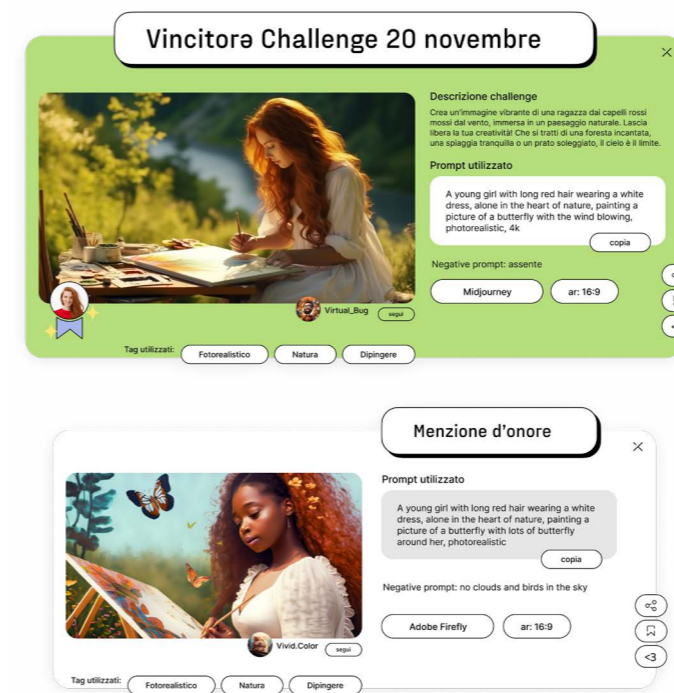 Vincitorə Challenge 20 novembre
Descrizione challenge
Crea un'immagine vibrante di una ragazza dai capelli rossi
mossi dal vento, immersa in un paesaggio naturale. Lascia
libera la tua creatività! Che si tratti di una foresta incantata,
una spiaggia tranquilla o un prato soleggiato, il cielo è il limite.
Prompt utilizzato
A young girl with long red hair wearing a white
dress, alone in the heart of nature, painting a
picture of a butterfly with the wind blowing,
photorealistic, 4k
copia
Negative prompt: assente
Midjourney
ar: 16:9
Virtual_Bug
segui
Tag utilizzati:
Fotorealistico
Natura
Dipingere
Menzione d'onore
Prompt utilizzato
A young girl with long red hair wearing a white
dress, alone in the heart of nature, painting a
picture of a butterfly with lots of butterfly
around her, photorealistic
copia
Negative prompt: no clouds and birds in the sky
Adobe Firefly
ar: 16:9
<3
Vivid.Color
segui
Tag utilizzati:
Fotorealistico
Natura
Dipingere